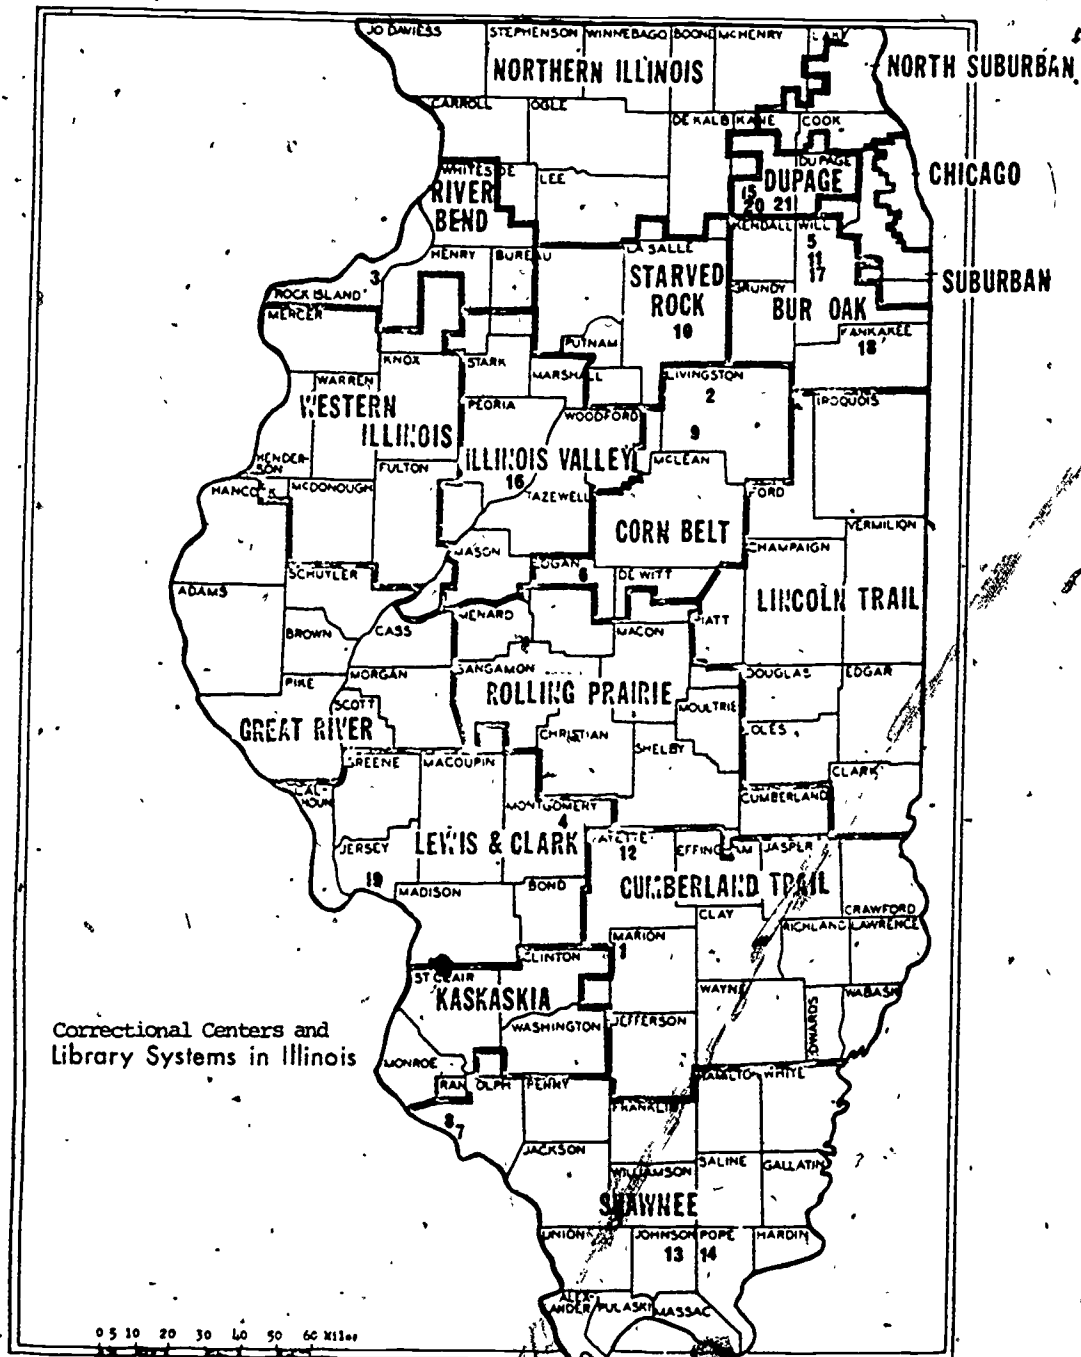 JO DAVIESS STEPHENSON WINNEBAGO BOONE MCHENRY LAKE
NORTHERN ILLINOIS
NORTH SUBURBAN
CARROLL OGLE
DE KALB KANE COOK
WHITESIDE LEE
DU PAGE
RIVER BEND
DUPAGE
15
20 21
CHICAGO
KENDALL WILL
5
11
17
HENRY BUREAU LA SALLE
3
STARVED ROCK
10
SUBURBAN
ROCK ISLAND
GRUNDY
BUR OAK
MERCER
KANKAKEE
18
PUTNAM
KNOX STARK
MARSHALL
LIVINGSTON
2
WARREN
PEORIA
IROQUOIS
WESTERN ILLINOIS
WOODFORD
9
HENDER-
SON
FULTON
ILLINOIS VALLEY
16
MCLEAN
HANCOCK MCDONOUGH
TAZEWELL
FORD
CORN BELT
VERMILION
MASON
CHAMPAIGN
SCHUYLER
LOGAN
6
DE WITT
ADAMS
LINCOLN TRAIL
BROWN CASS
MENARD
MACON
PIATT
PIKE MORGAN
SANGAMON
DOUGLAS EDGAR
SCOTT
ROLLING PRAIRIE
MOULTRIE
GREAT RIVER
CHRISTIAN
SHELBY
COLES
GREENE MACOUPIN
CLARK
CAL-
HOUN
MONTGOMERY
4
CUMBERLAND
JERSEY
LEWIS & CLARK
FAYETTE
12
EFFINGHAM JASPER
19
MADISON
BOND
CUMBERLAND TRAIL
CLAY
CRAWFORD
RICHLAND LAWRENCE
MARION
1
CLINTON
ST CLAIR
KASKASKIA
WAYNE
WABASH
EDWARDS
WASHINGTON
JEFFERSON
Correctional Centers and
Library Systems in Illinois
MONROE
RANDOLPH PERRY
HAMILTON WHITE
FRANKLIN
8
7
JACKSON
WILLIAMSON
SALINE
GALLATIN
SHAWNEE
UNION
JOHNSON
13
POPE
14
HARDIN
ALEX-
ANDER
PULASKI
MASSAC
0 5 10 20 30 40 50 60 Miles